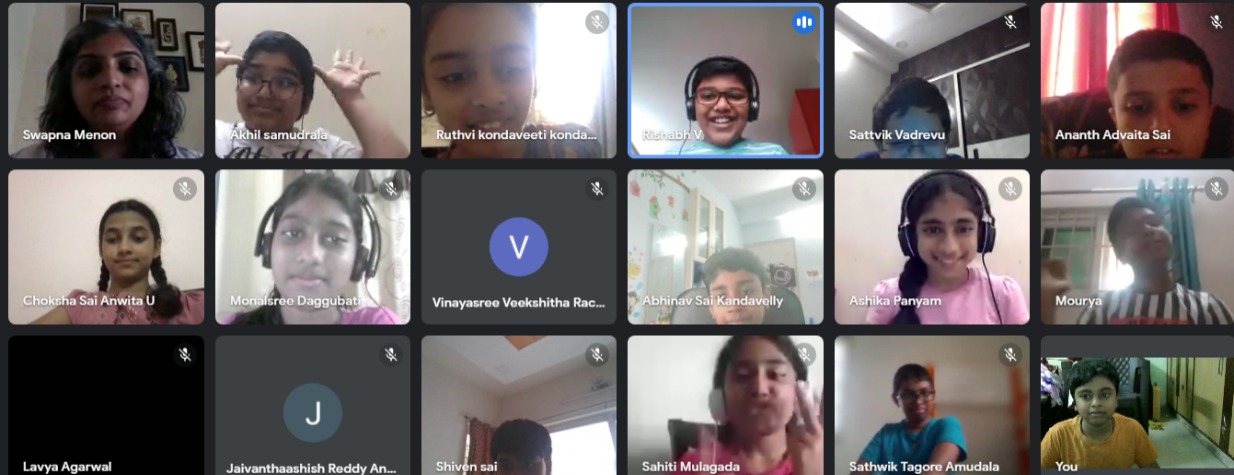 Swapna Menon
Akhil samudrala
Ruthvi kondaveeti konda...
Rishabh V
Sattvik Vadrevu
Ananth Advaita Sai
Choksha Sai Anwita U
Monalsree Daggubati
V
Vinayasree Veekshitha Rac...
Abhinav Sai Kandavelly
Ashika Panyam
Mourya
Lavya Agarwal
J
Jaivanthaashish Reddy An...
Shiven sai
Sahiti Mulagada
Sathwik Tagore Amudala
You